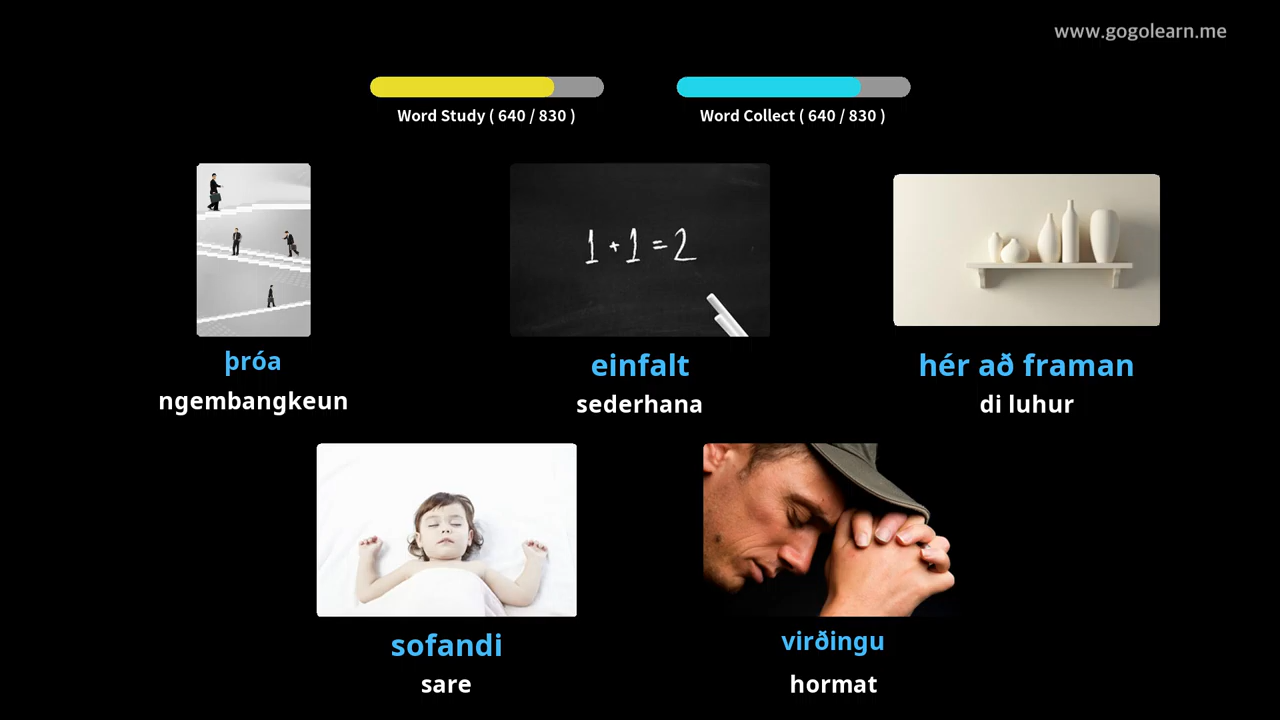 www.gogolearn.me
Word Study ( 640 / 830 )
Word Collect ( 640 / 830 )
1 + 1 = 2
þróa
ngembangkeun
einfalt
sederhana
hér að framan
di luhur
sofandi
sare
virðingu
hormat